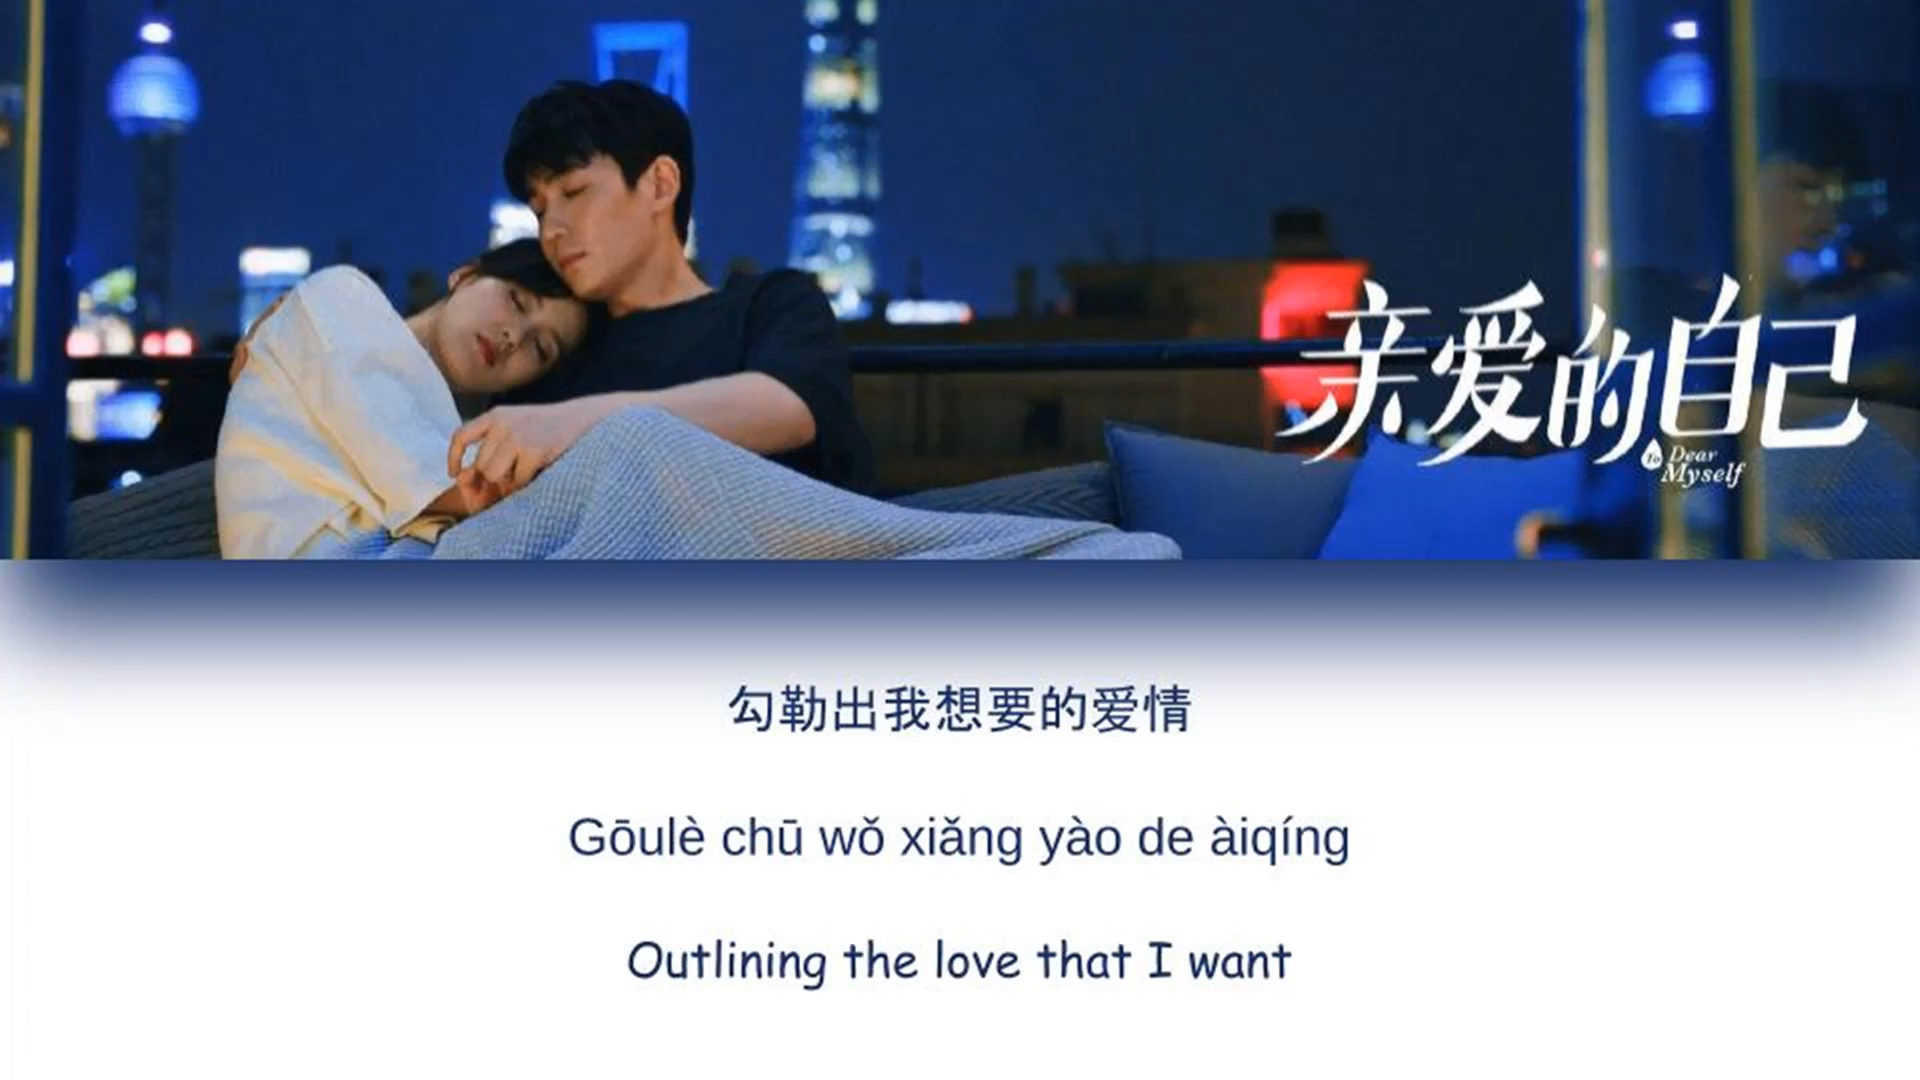 亲爱的自己
To Dear
Myself
勾勒出我想要的爱情
Gōulè chū wǒ xiǎng yào de àiqíng
Outlining the love that I want